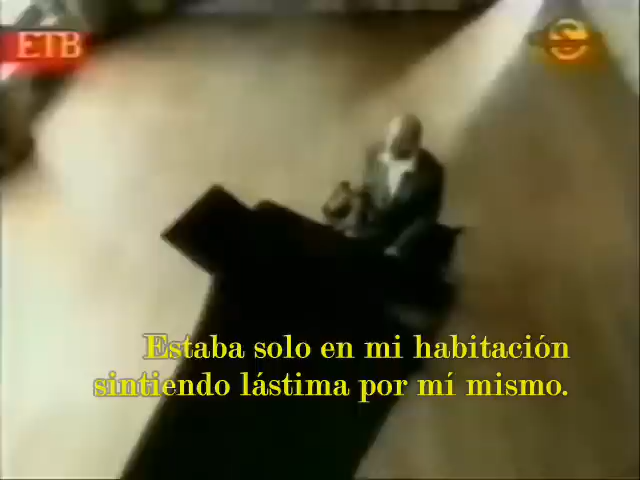 ETB
S
Estaba solo en mi habitación
sintiendo lástima por mí mismo.